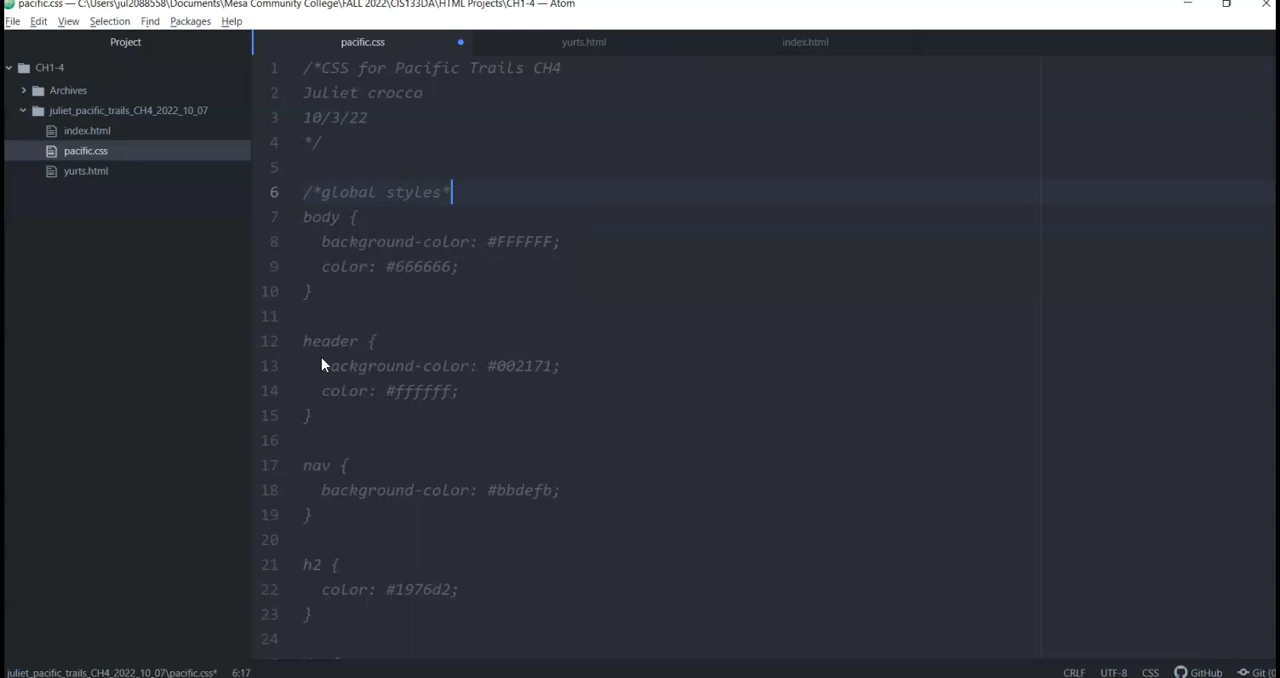 pacific.css — C:\Users\jul2088558\Documents\Mesa Community College\FALL 2022\CIS133DA\HTML Projects\CH1-4 — Atom
File Edit View Selection Find Packages Help
Project
pacific.css
yurts.html
index.html
CH1-4
Archives
juliet_pacific_trails_CH4_2022_10_07
index.html
pacific.css
yurts.html
1 /*CSS for Pacific Trails CH4
2 Juliet crocco
3 10/3/22
4 */
5
6 /*global styles*
7 body {
8 background-color: #FFFFFF;
9 color: #666666;
10 }
11
12 header {
13 background-color: #002171;
14 color: #ffffff;
15 }
16
17 nav {
18 background-color: #bbdefb;
19 }
20
21 h2 {
22 color: #1976d2;
23 }
24
juliet_pacific_trails_CH4_2022_10_07\pacific.css* 6:17
CRLF UTF-8 CSS GitHub Git (0